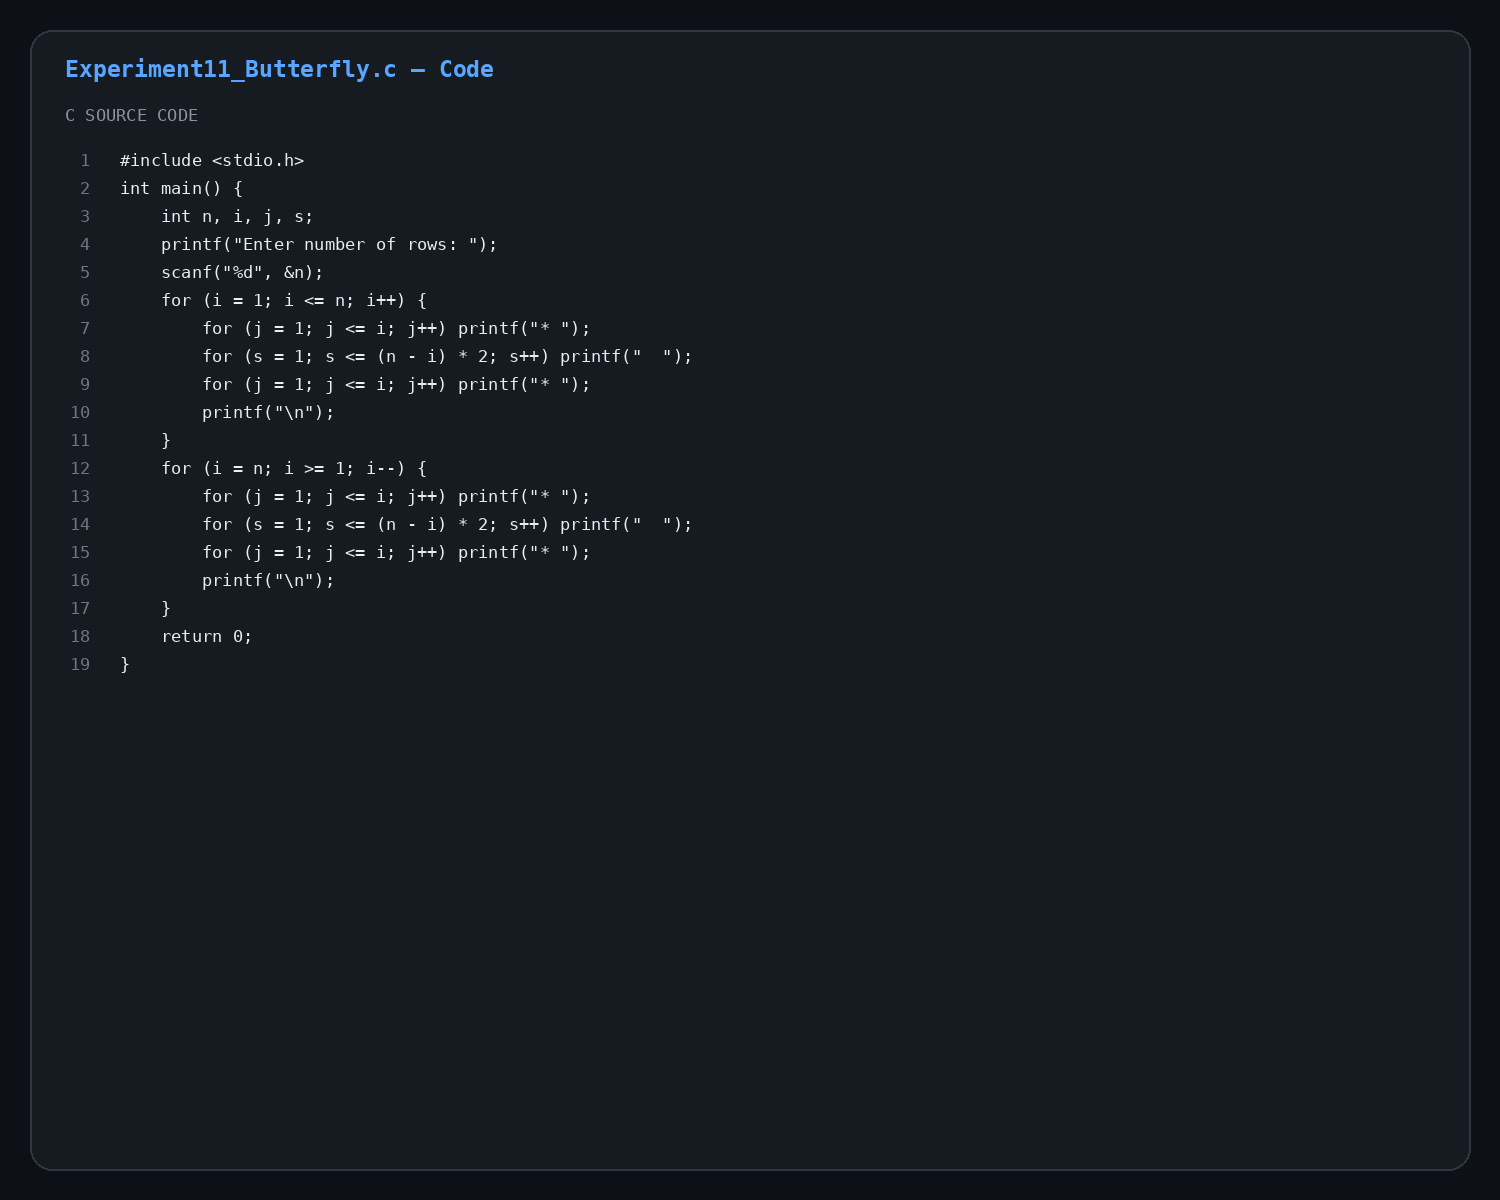 Experiment11_Butterfly.c — Code
C SOURCE CODE
1 #include <stdio.h>
2 int main() {
3     int n, i, j, s;
4     printf("Enter number of rows: ");
5     scanf("%d", &n);
6     for (i = 1; i <= n; i++) {
7         for (j = 1; j <= i; j++) printf("* ");
8         for (s = 1; s <= (n - i) * 2; s++) printf("  ");
9         for (j = 1; j <= i; j++) printf("* ");
10         printf("\n");
11     }
12     for (i = n; i >= 1; i--) {
13         for (j = 1; j <= i; j++) printf("* ");
14         for (s = 1; s <= (n - i) * 2; s++) printf("  ");
15         for (j = 1; j <= i; j++) printf("* ");
16         printf("\n");
17     }
18     return 0;
19 }